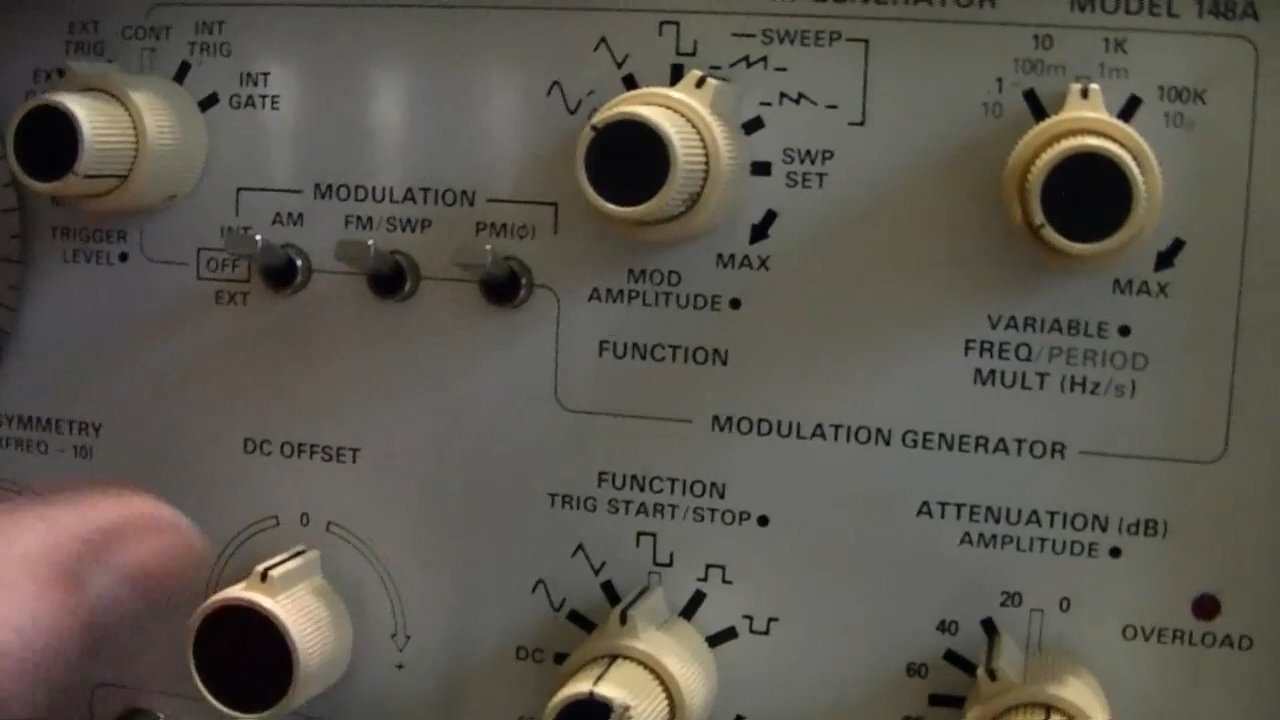 GENERATOR MODEL 148A
EXT TRIG
CONT
INT TRIG
INT GATE
TRIGGER LEVEL
MODULATION
AM
FM/SWP
PM(ϕ)
INT
OFF
EXT
SWEEP
SWP SET
MAX
MOD AMPLITUDE
FUNCTION
10
1K
100m
1m
.1
10
100K
MAX
VARIABLE
FREQ/PERIOD
MULT (Hz/s)
MODULATION GENERATOR
SYMMETRY
(FREQ ÷ 10)
DC OFFSET
0
+
FUNCTION
TRIG START/STOP
DC
ATTENUATION (dB)
AMPLITUDE
20
0
40
60
OVERLOAD